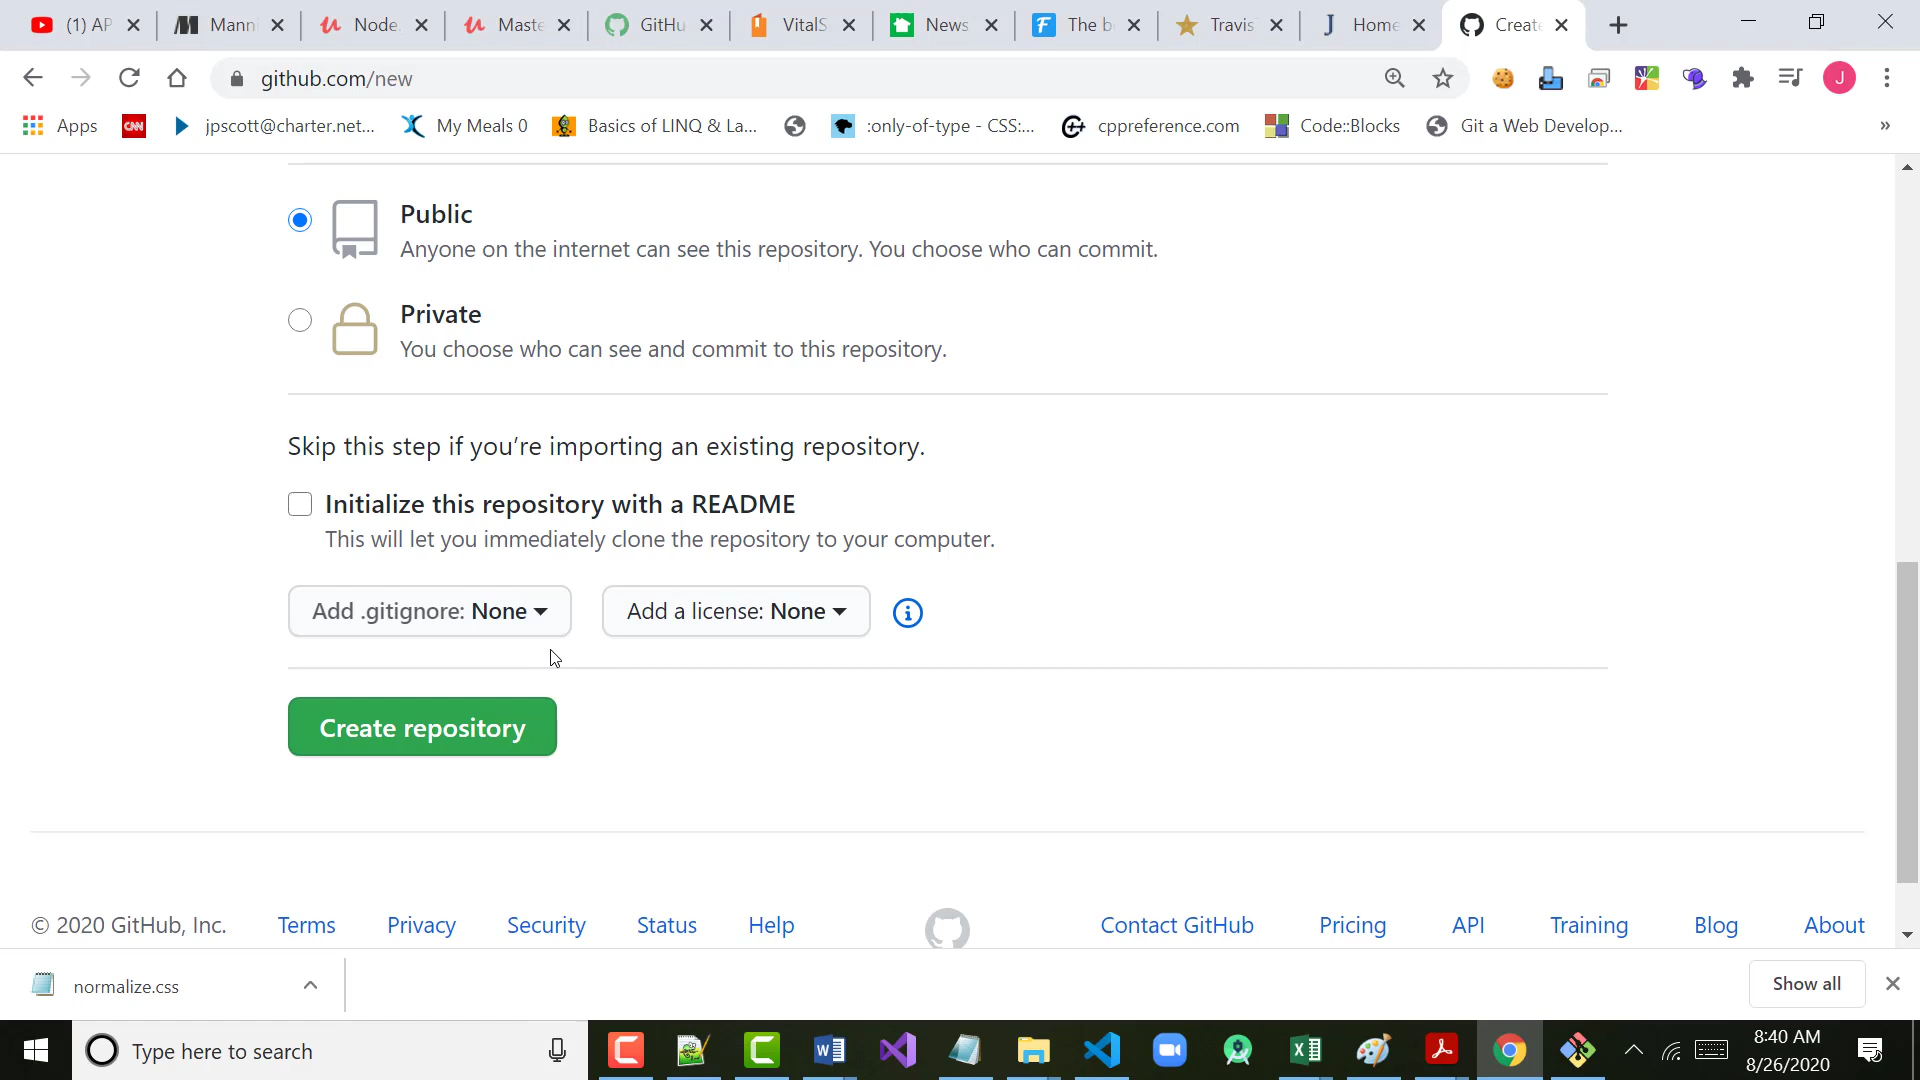 (1) AP
Manni
Node.
Maste
GitHu
VitalS
News
The b
Travis
Home
Create
github.com/new
J
Apps
CNN
jpscott@charter.net...
My Meals 0
Basics of LINQ & La...
:only-of-type - CSS:...
cppreference.com
Code::Blocks
Git a Web Develop...
»
Public
Anyone on the internet can see this repository. You choose who can commit.
Private
You choose who can see and commit to this repository.
Skip this step if you’re importing an existing repository.
Initialize this repository with a README
This will let you immediately clone the repository to your computer.
Add .gitignore: None
Add a license: None
Create repository
© 2020 GitHub, Inc.
Terms
Privacy
Security
Status
Help
Contact GitHub
Pricing
API
Training
Blog
About
normalize.css
Show all
Type here to search
8:40 AM
8/26/2020